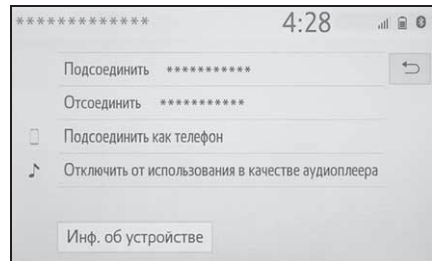 ************* 4:28
Подсоединить ***********
Отсоединить ***********
Подсоединить как телефон
Отключить от использования в качестве аудиоплеера
Инф. об устройстве